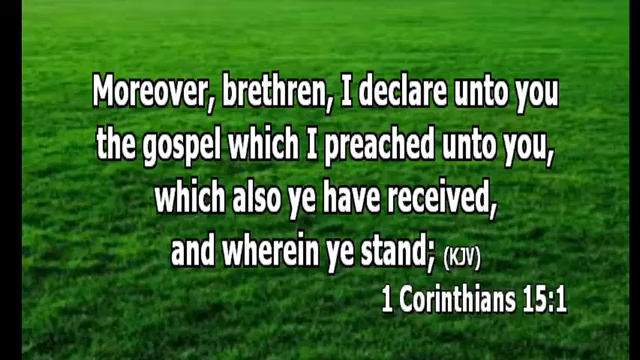 Moreover, brethren, I declare unto you
the gospel which I preached unto you,
which also ye have received,
and wherein ye stand; (KJV)
1 Corinthians 15:1